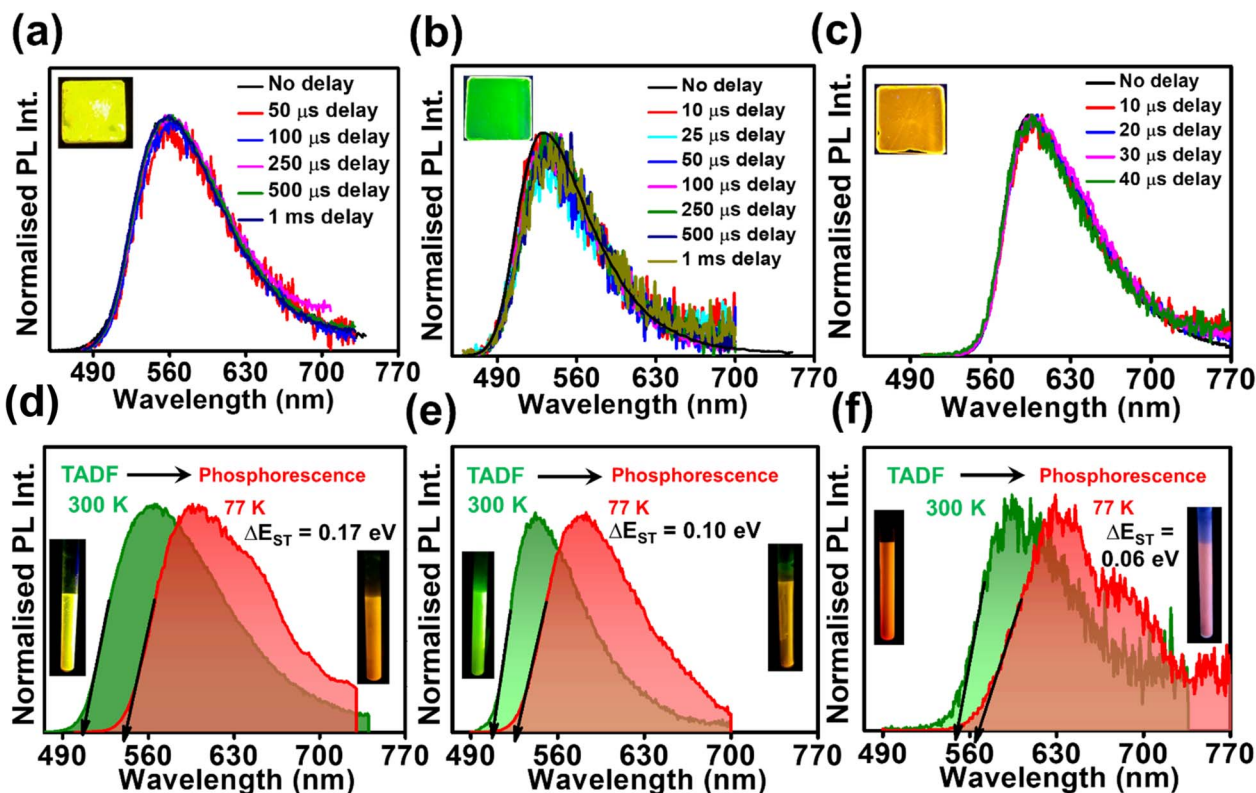 (a)
Normalised PL Int.
No delay
50 μs delay
100 μs delay
250 μs delay
500 μs delay
1 ms delay
490 560 630 700 770
Wavelength (nm)
(b)
Normalised PL Int.
No delay
10 μs delay
25 μs delay
50 μs delay
100 μs delay
250 μs delay
500 μs delay
1 ms delay
490 560 630 700 770
Wavelength (nm)
(c)
Normalised PL Int.
No delay
10 μs delay
20 μs delay
30 μs delay
40 μs delay
490 560 630 700 770
Wavelength (nm)
(d)
Normalised PL Int.
TADF Phosphorescence
300 K 77 K
ΔE_ST = 0.17 eV
490 560 630 700 770
Wavelength (nm)
(e)
Normalised PL Int.
TADF Phosphorescence
300 K 77 K
ΔE_ST = 0.10 eV
490 560 630 700 770
Wavelength (nm)
(f)
Normalised PL Int.
TADF Phosphorescence
300 K 77 K
ΔE_ST =
0.06 eV
490 560 630 700 770
Wavelength (nm)